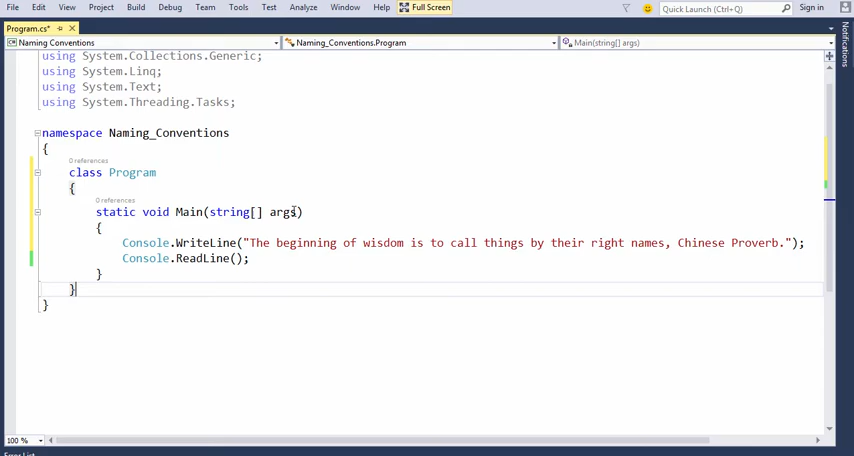 File Edit View Project Build Debug Team Tools Test Analyze Window Help Full Screen Quick Launch (Ctrl+Q) Sign in
Program.cs*
Naming Conventions Naming_Conventions.Program Main(string[] args)
Notifications
using System.Collections.Generic;
using System.Linq;
using System.Text;
using System.Threading.Tasks;
namespace Naming_Conventions
{
0 references
class Program
{
0 references
static void Main(string[] args)
{
Console.WriteLine("The beginning of wisdom is to call things by their right names, Chinese Proverb.");
Console.ReadLine();
}
}
}
100 %
Error List